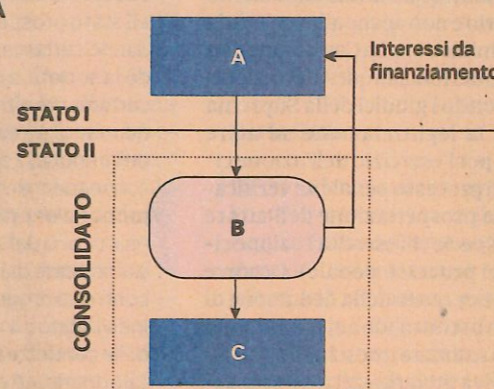 A
Interessi da
finanziamento
STATO I
STATO II
CONSOLIDATO
B
C